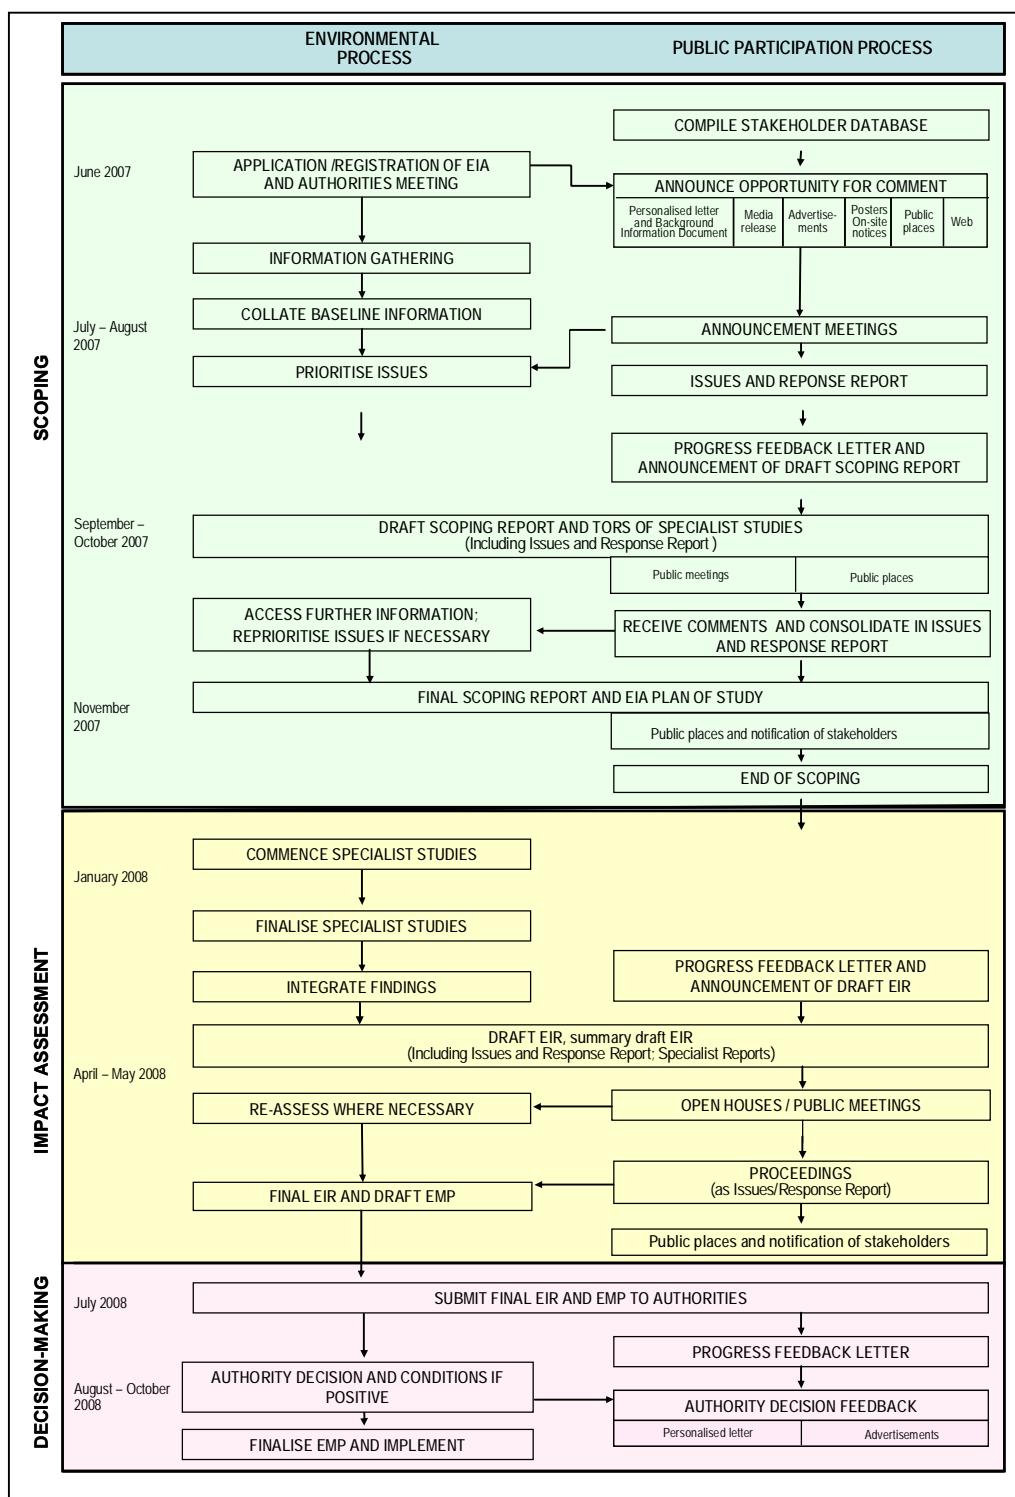 ENVIRONMENTAL
PROCESS
PUBLIC PARTICIPATION PROCESS
SCOPING
COMPILE STAKEHOLDER DATABASE
June 2007
APPLICATION /REGISTRATION OF EIA
AND AUTHORITIES MEETING
ANNOUNCE OPPORTUNITY FOR COMMENT
Personalised letter
and Background
Information Document
Media
release
Advertise-
ments
Posters
On-site
notices
Public
places
Web
INFORMATION GATHERING
July – August
2007
COLLATE BASELINE INFORMATION
ANNOUNCEMENT MEETINGS
PRIORITISE ISSUES
ISSUES AND REPONSE REPORT
PROGRESS FEEDBACK LETTER AND
ANNOUNCEMENT OF DRAFT SCOPING REPORT
September –
October 2007
DRAFT SCOPING REPORT AND TORS OF SPECIALIST STUDIES
(Including Issues and Response Report )
Public meetings
Public places
ACCESS FURTHER INFORMATION;
REPRIORITISE ISSUES IF NECESSARY
RECEIVE COMMENTS AND CONSOLIDATE IN ISSUES
AND RESPONSE REPORT
November
2007
FINAL SCOPING REPORT AND EIA PLAN OF STUDY
Public places and notification of stakeholders
END OF SCOPING
IMPACT ASSESSMENT
January 2008
COMMENCE SPECIALIST STUDIES
FINALISE SPECIALIST STUDIES
INTEGRATE FINDINGS
PROGRESS FEEDBACK LETTER AND
ANNOUNCEMENT OF DRAFT EIR
DRAFT EIR, summary draft EIR
(Including Issues and Response Report; Specialist Reports)
April – May 2008
RE-ASSESS WHERE NECESSARY
OPEN HOUSES / PUBLIC MEETINGS
PROCEEDINGS
(as Issues/Response Report)
FINAL EIR AND DRAFT EMP
Public places and notification of stakeholders
DECISION-MAKING
July 2008
SUBMIT FINAL EIR AND EMP TO AUTHORITIES
PROGRESS FEEDBACK LETTER
August – October
2008
AUTHORITY DECISION AND CONDITIONS IF
POSITIVE
AUTHORITY DECISION FEEDBACK
Personalised letter
Advertisements
FINALISE EMP AND IMPLEMENT